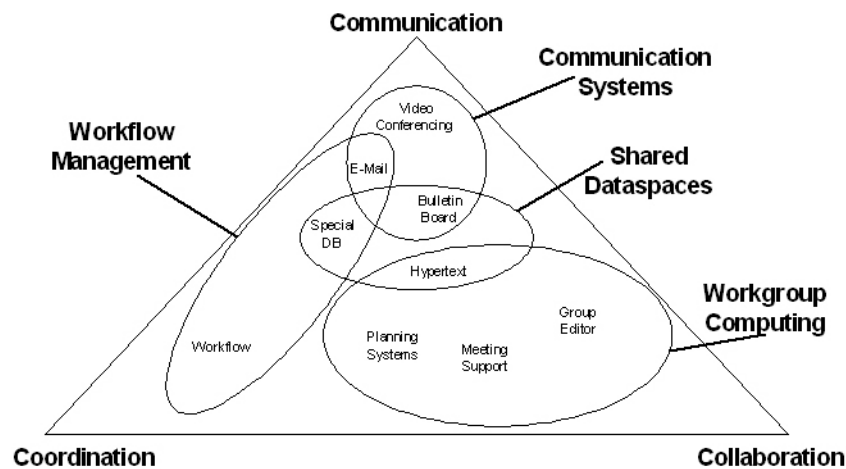 Communication
Communication
Systems
Video
Conferencing
Workflow
Management
E-Mail
Shared
Dataspaces
Bulletin
Board
Special
DB
Hypertext
Workgroup
Computing
Group
Editor
Planning
Systems
Meeting
Support
Workflow
Coordination
Collaboration